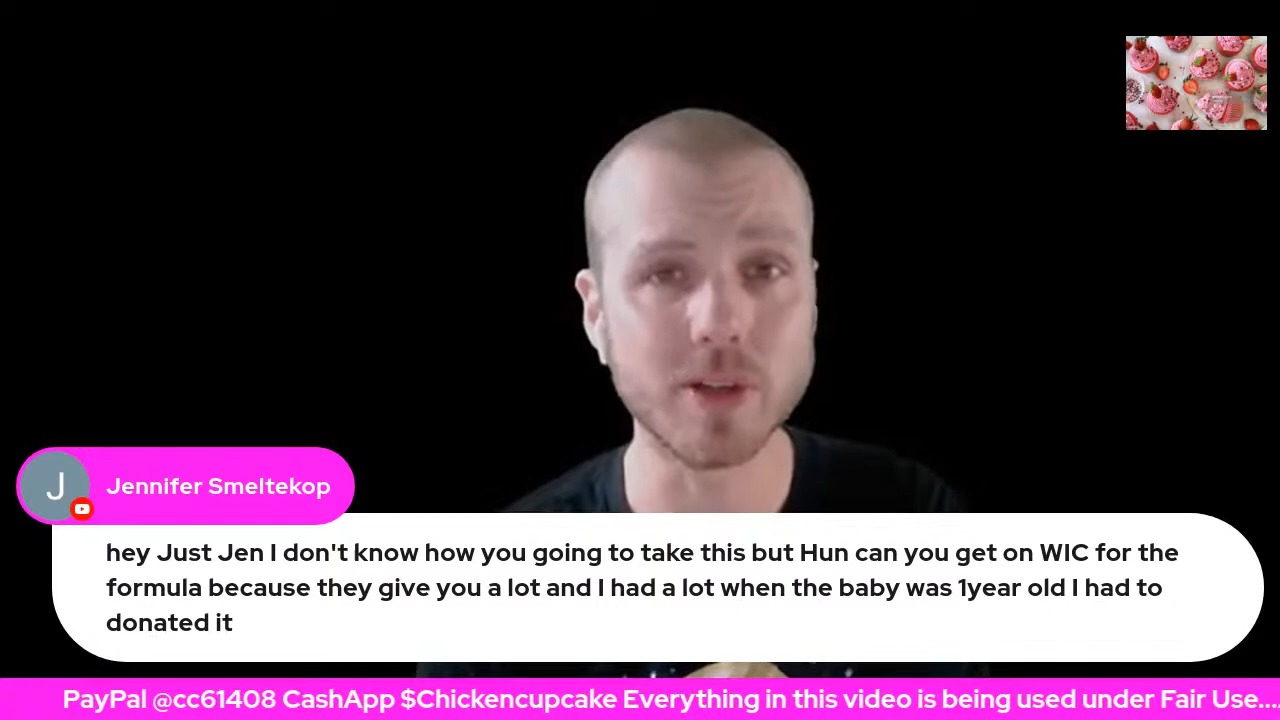 J
Jennifer Smeltekop
hey Just Jen I don't know how you going to take this but Hun can you get on WIC for the
formula because they give you a lot and I had a lot when the baby was 1year old I had to
donated it
PayPal @cc61408 CashApp $Chickencupcake Everything in this video is being used under Fair Use....